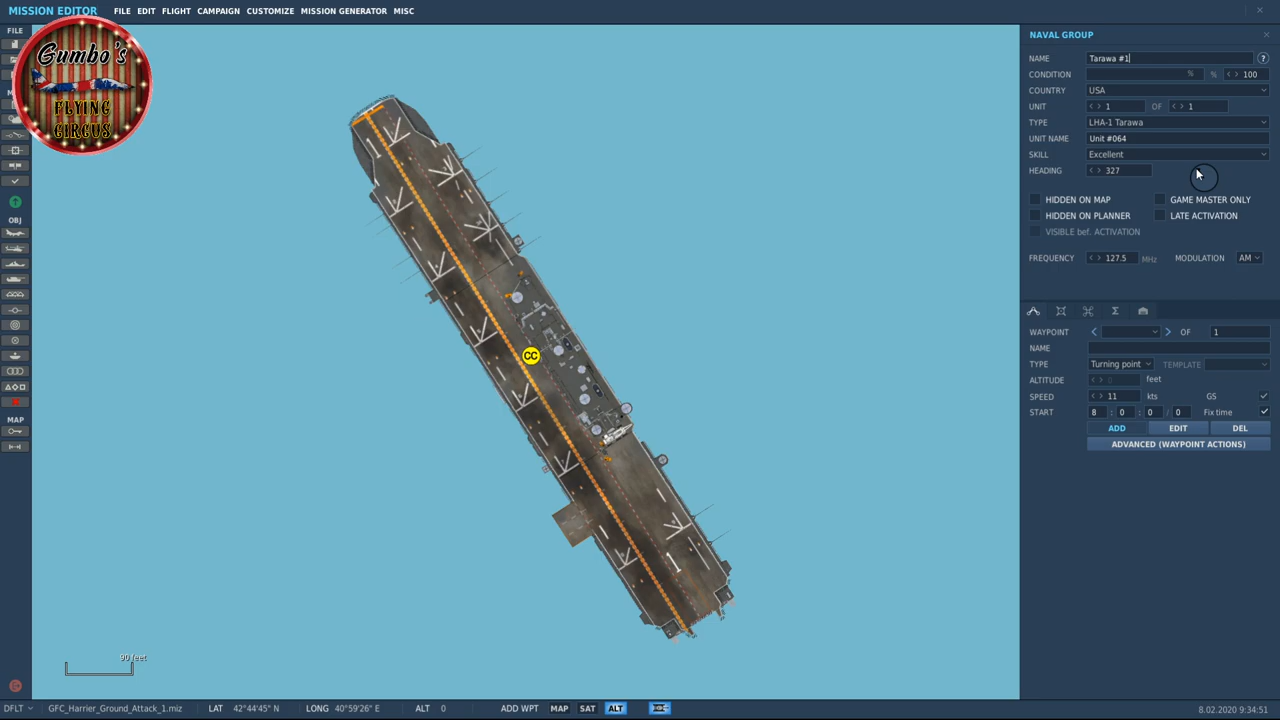 MISSION EDITOR FILE EDIT FLIGHT CAMPAIGN CUSTOMIZE MISSION GENERATOR MISC
FILE
Gumbo's
FLYING
CIRCUS
OBJ
MAP
CC
1
90 feet
NAVAL GROUP
NAME Tarawa #1 ?
CONDITION % % < > 100
COUNTRY USA
UNIT < > 1 OF < > 1
TYPE LHA-1 Tarawa
UNIT NAME Unit #064
SKILL Excellent
HEADING < > 327
HIDDEN ON MAP GAME MASTER ONLY
HIDDEN ON PLANNER LATE ACTIVATION
VISIBLE bef. ACTIVATION
FREQUENCY < > 127.5 MHz MODULATION AM
WAYPOINT < > OF 1
NAME
TYPE Turning point TEMPLATE
ALTITUDE < > 0 feet
SPEED < > 11 kts GS
START 8 : 0 : 0 / 0 Fix time
ADD EDIT DEL
ADVANCED (WAYPOINT ACTIONS)
DFLT GFC_Harrier_Ground_Attack_1.miz LAT 42°44'45" N LONG 40°59'26" E ALT 0 ADD WPT MAP SAT ALT 8.02.2020 9:34:51